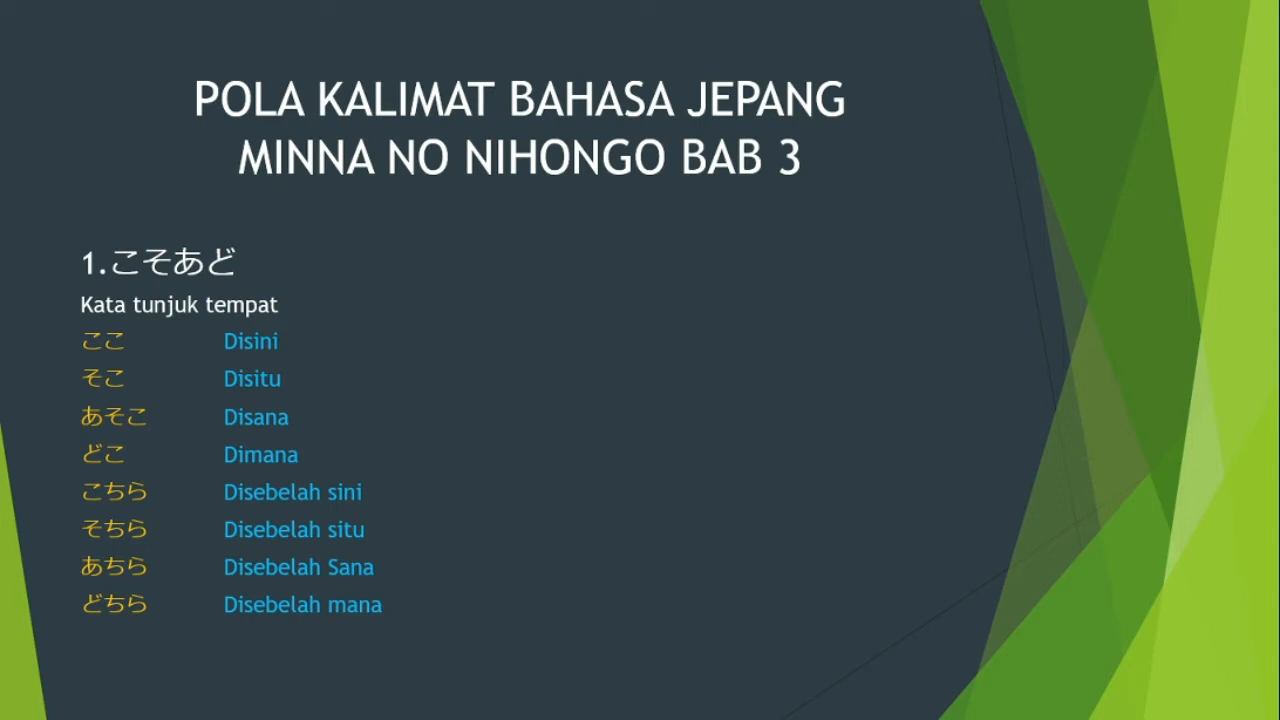 POLA KALIMAT BAHASA JEPANG
MINNA NO NIHONGO BAB 3
1.こそあど
Kata tunjuk tempat
ここ Disini
そこ Disitu
あそこ Disana
どこ Dimana
こちら Disebelah sini
そちら Disebelah situ
あちら Disebelah Sana
どちら Disebelah mana